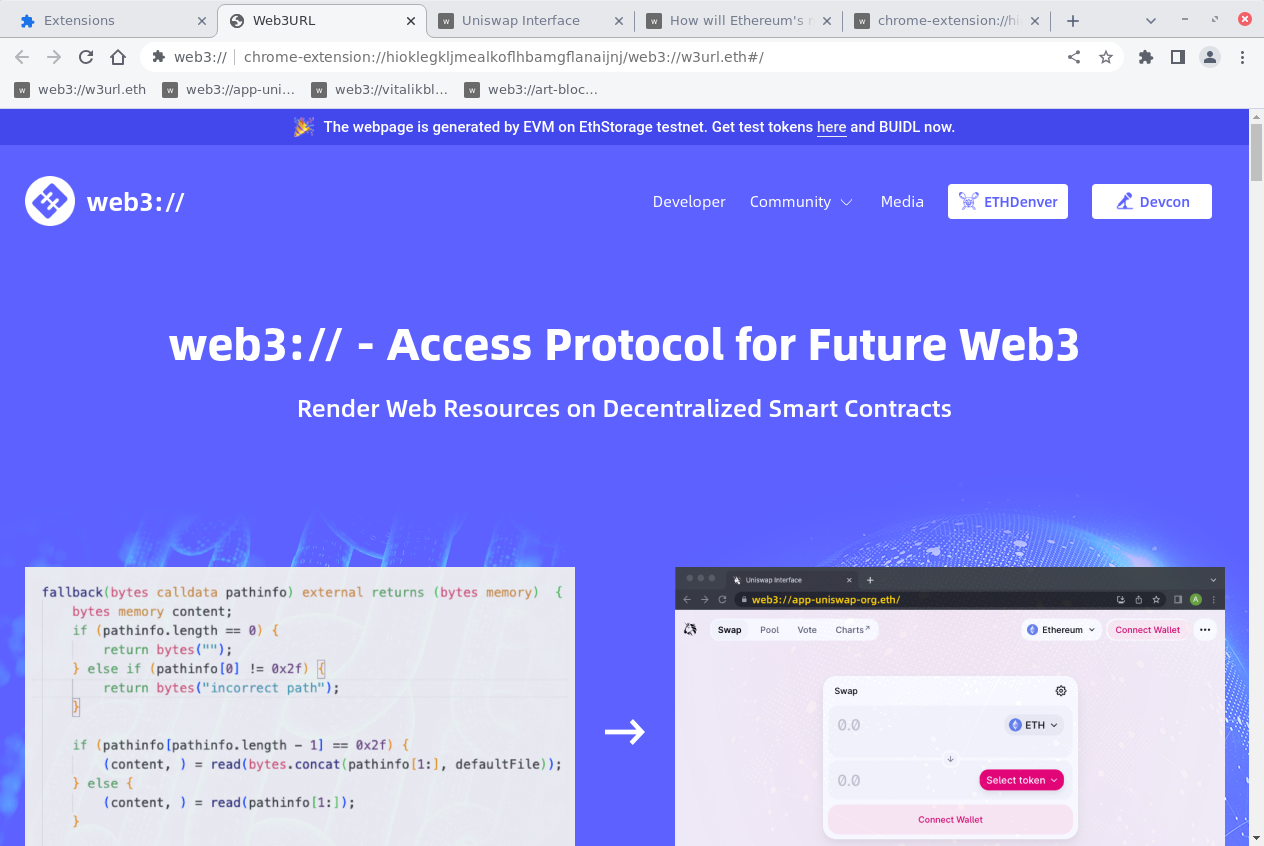 Extensions
Web3URL
Uniswap Interface
How will Ethereum's
chrome-extension://hi
web3:// chrome-extension://hioklegkljmealkoflhbamgflanaijnj/web3://w3url.eth#/
w web3://w3url.eth w web3://app-uni... w web3://vitalikbl... w web3://art-bloc...
The webpage is generated by EVM on EthStorage testnet. Get test tokens here and BUIDL now.
web3://
Developer Community Media ETHDenver Devcon
web3:// - Access Protocol for Future Web3
Render Web Resources on Decentralized Smart Contracts
fallback(bytes calldata pathinfo) external returns (bytes memory) {
bytes memory content;
if (pathinfo.length == 0) {
return bytes("");
} else if (pathinfo[0] != 0x2f) {
return bytes("incorrect path");
}
if (pathinfo[pathinfo.length - 1] == 0x2f) {
(content, ) = read(bytes.concat(pathinfo[1:], defaultFile));
} else {
(content, ) = read(pathinfo[1:]);
}
Uniswap Interface
web3://app-uniswap-org.eth/
A
Swap Pool Vote Charts↗ Ethereum Connect Wallet
Swap
0.0 ETH
0.0 Select token
Connect Wallet